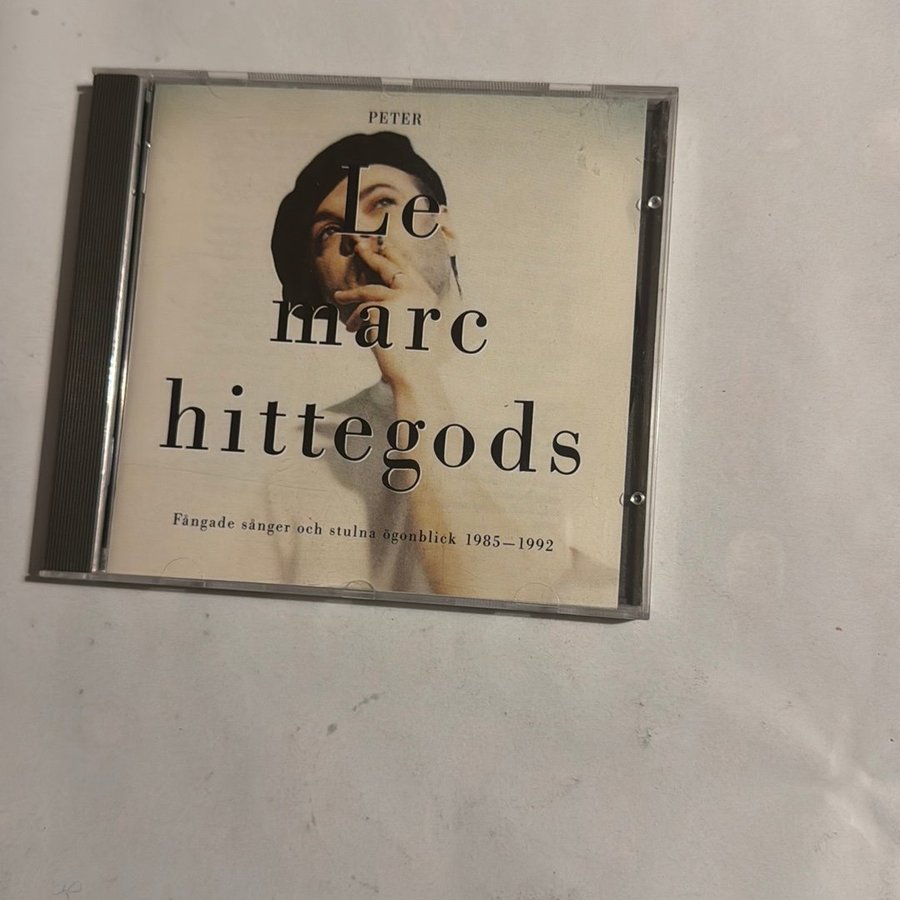 PETER
Le
marc
hittegods
Fångade sånger och stulna ögonblick 1985—1992